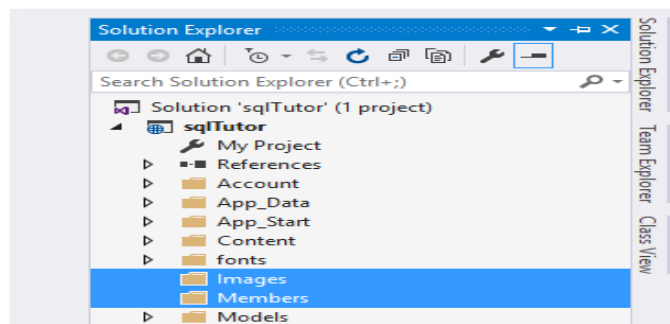 Solution Explorer
Search Solution Explorer (Ctrl+;)
Solution 'sqlTutor' (1 project)
sqlTutor
My Project
References
Account
App_Data
App_Start
Content
fonts
Images
Members
Models
Solution Explorer
Team Explorer
Class View